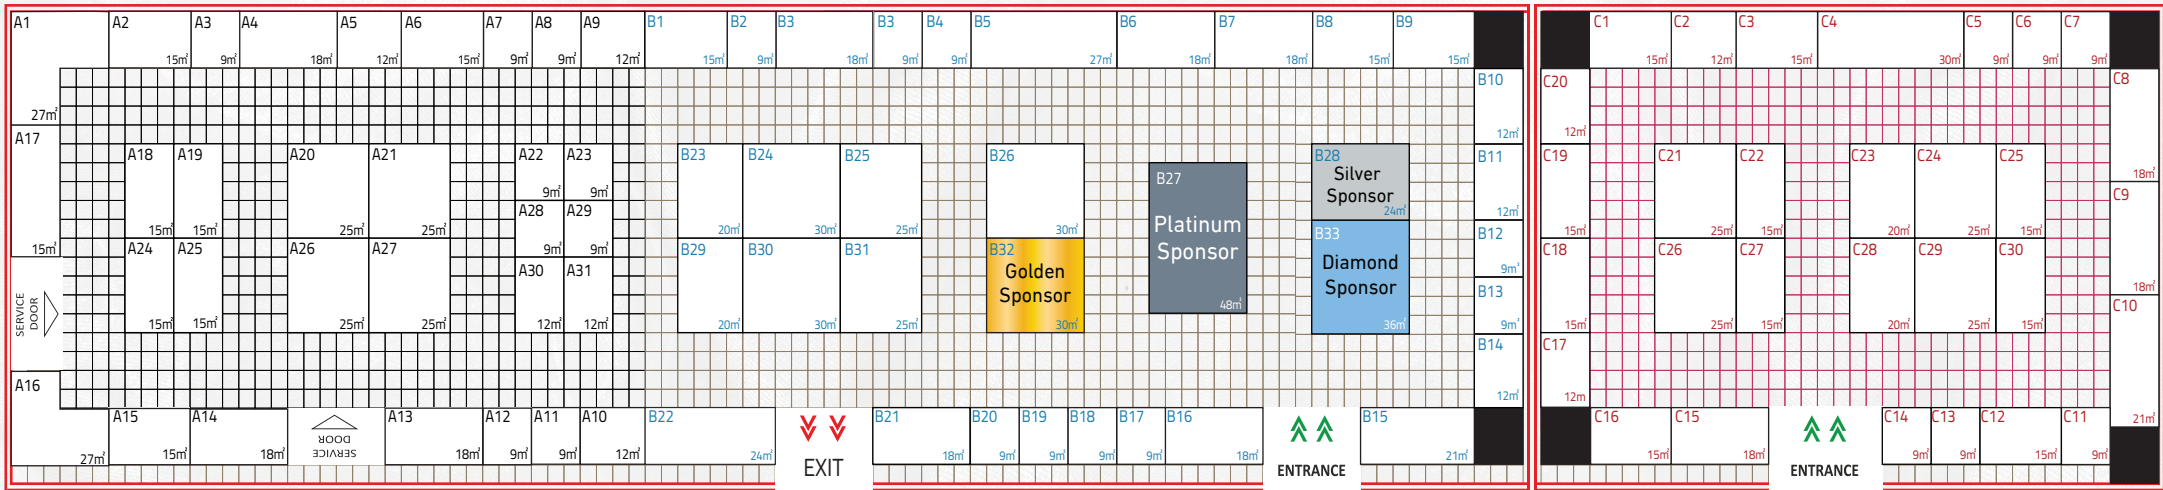 A1 A2 A3 A4 A5 A6 A7 A8 A9 B1 B2 B3 B3 B4 B5 B6 B7 B8 B9 C1 C2 C3 C4 C5 C6 C7
15m² 9m² 18m² 12m² 15m² 9m² 9m² 12m² 15m² 9m² 18m² 9m² 9m² 27m² 18m² 18m² 15m² 15m² 15m² 12m² 15m² 30m² 9m² 9m² 9m²
B10 C20 C8
27m²
A17 12m² 12m²
A18 A19 A20 A21 A22 A23 B23 B24 B25 B26 B28 B11 C19 C21 C22 C23 C24 C25
Silver
Sponsor
B27 18m²
9m² 9m² C9
A28 A29 24m² 12m²
15m² 15m² 25m² 25m² 20m² 30m² 25m² 30m² Platinum
Sponsor
B33 B12 15m² 25m² 15m² 20m² 25m² 15m²
15m² A24 A25 A26 A27 9m² 9m² B29 B30 B31 B32 C18 C26 C27 C28 C29 C30
Golden
Sponsor
Diamond
Sponsor
A30 A31 9m²
B13 18m²
SERVICE
DOOR
C10
48m²
15m² 15m² 25m² 25m² 12m² 12m² 20m² 30m² 25m² 30m² 36m² 9m² 15m² 25m² 15m² 20m² 25m² 15m²
B14 C17
A16
12m² 12m
A15 A14 A13 A12 A11 A10 B22 B21 B20 B19 B18 B17 B16 B15 C16 C15 C14 C13 C12 C11 21m²
SERVICE
DOOR
27m² 15m² 18m² 18m² 9m² 9m² 12m² 24m² 18m² 9m² 9m² 9m² 9m² 18m² 21m² 15m² 18m² 9m² 9m² 15m² 9m²
EXIT ENTRANCE ENTRANCE